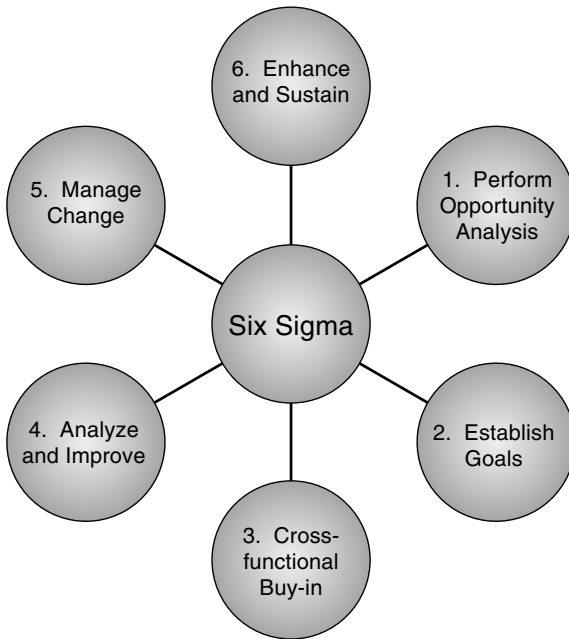 6. Enhance
and Sustain
5. Manage
Change
1. Perform
Opportunity
Analysis
Six Sigma
4. Analyze
and Improve
2. Establish
Goals
3. Cross-
functional
Buy-in